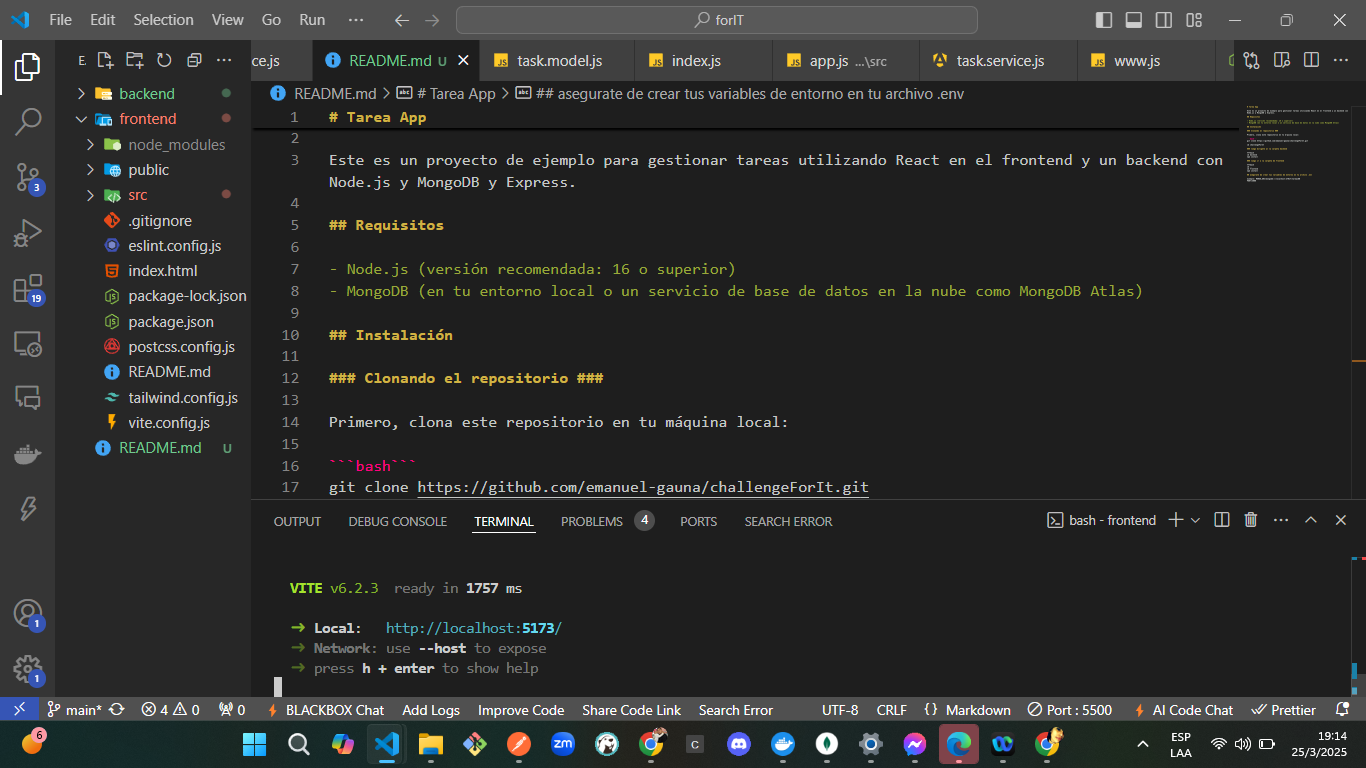 File Edit Selection View Go Run ··· forIT
E
ce.js README.md U task.model.js index.js app.js ...\src task.service.js www.js
README.md > # Tarea App > ## asegurate de crear tus variables de entorno en tu archivo .env
backend
frontend
node_modules
public
src
.gitignore
eslint.config.js
index.html
package-lock.json
package.json
postcss.config.js
README.md
tailwind.config.js
vite.config.js
README.md U
3
19
1
1
1 # Tarea App
2
3 Este es un proyecto de ejemplo para gestionar tareas utilizando React en el frontend y un backend con
Node.js y MongoDB y Express.
4
5 ## Requisitos
6
7 - Node.js (versión recomendada: 16 o superior)
8 - MongoDB (en tu entorno local o un servicio de base de datos en la nube como MongoDB Atlas)
9
10 ## Instalación
11
12 ### Clonando el repositorio ###
13
14 Primero, clona este repositorio en tu máquina local:
15
16 ```bash```
17 git clone https://github.com/emanuel-gauna/challengeForIt.git
OUTPUT DEBUG CONSOLE TERMINAL PROBLEMS 4 PORTS SEARCH ERROR bash - frontend
VITE v6.2.3 ready in 1757 ms
➜ Local: http://localhost:5173/
➜ Network: use --host to expose
➜ press h + enter to show help
main* 4 0 0 BLACKBOX Chat Add Logs Improve Code Share Code Link Search Error UTF-8 CRLF {} Markdown Port : 5500 AI Code Chat Prettier
6 zm C ESP 19:14
LAA 25/3/2025